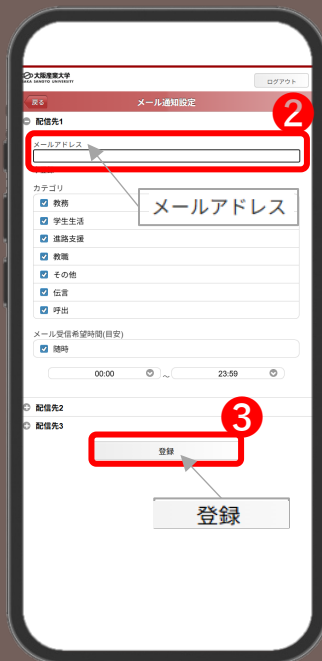 大阪産業大学
OSAKA SANGYO UNIVERSITY
ログアウト
戻る
メール通知設定
2
配信先1
メールアドレス
メールアドレス
カテゴリ
教務
学生生活
進路支援
教職
その他
伝言
呼出
メール受信希望時間(目安)
随時
00:00 ～ 23:59
配信先2
配信先3
3
登録
登録